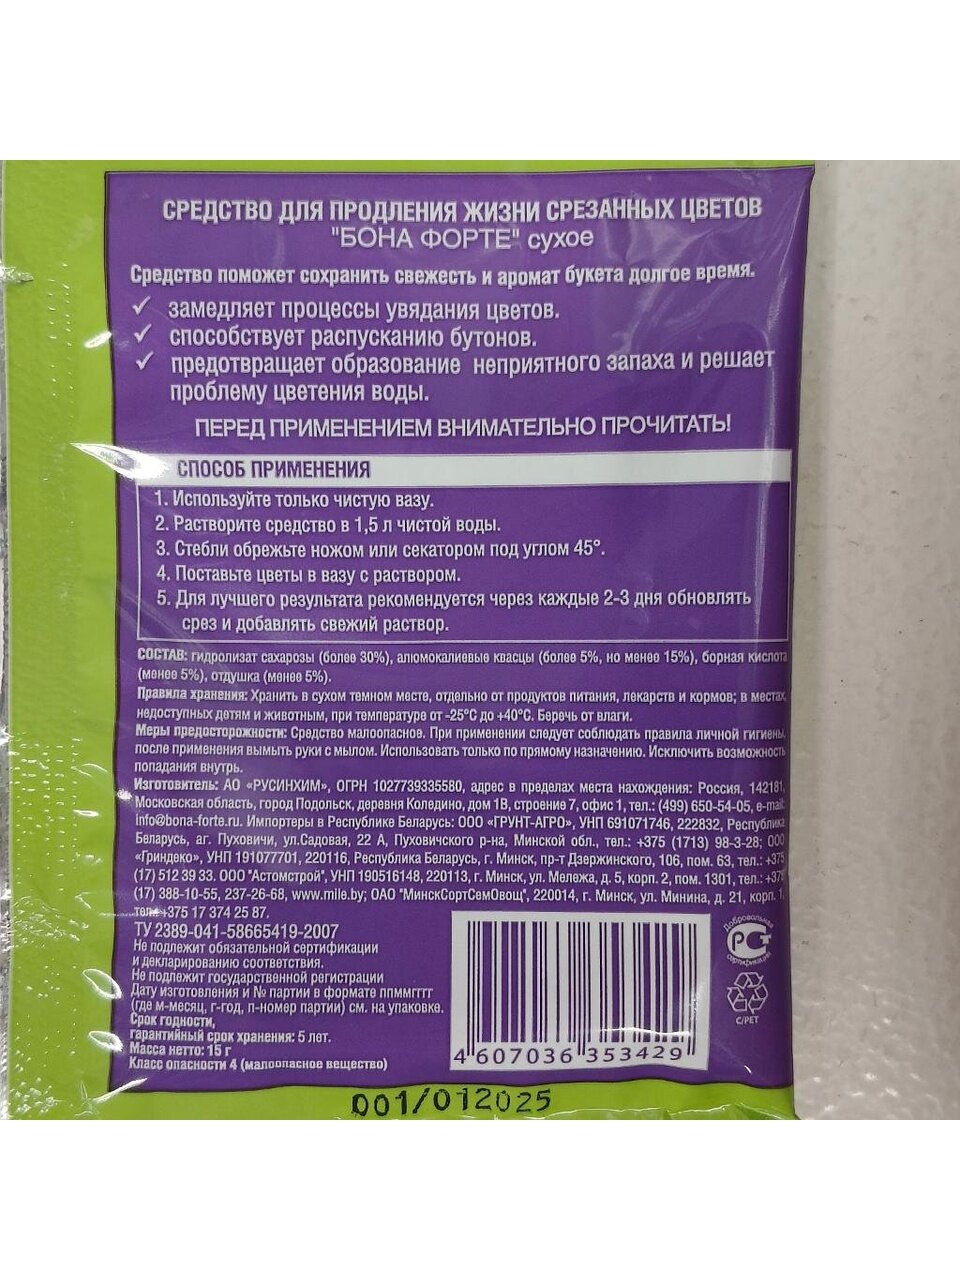 СРЕДСТВО ДЛЯ ПРОДЛЕНИЯ ЖИЗНИ СРЕЗАННЫХ ЦВЕТОВ
"БОНА ФОРТЕ" сухое
Средство поможет сохранить свежесть и аромат букета долгое время.
✓ замедляет процессы увядания цветов.
✓ способствует распусканию бутонов.
✓ предотвращает образование неприятного запаха и решает
проблему цветения воды.
ПЕРЕД ПРИМЕНЕНИЕМ ВНИМАТЕЛЬНО ПРОЧИТАТЬ!
СПОСОБ ПРИМЕНЕНИЯ
1. Используйте только чистую вазу.
2. Растворите средство в 1,5 л чистой воды.
3. Стебли обрежьте ножом или секатором под углом 45°.
4. Поставьте цветы в вазу с раствором.
5. Для лучшего результата рекомендуется через каждые 2-3 дня обновлять
срез и добавлять свежий раствор.
СОСТАВ: гидролизат сахарозы (более 30%), алюмокалиевые квасцы (более 5%, но менее 15%), борная кислота
(менее 5%), отдушка (менее 5%).
Правила хранения: Хранить в сухом темном месте, отдельно от продуктов питания, лекарств и кормов; в местах,
недоступных детям и животным, при температуре от -25°С до +40°С. Беречь от влаги.
Меры предосторожности: Средство малоопасное. При применении следует соблюдать правила личной гигиены,
после применения вымыть руки с мылом. Использовать только по прямому назначению. Исключить возможность
попадания внутрь.
Изготовитель: АО «РУСИНХИМ», ОГРН 1027739335580, адрес в пределах места нахождения: Россия, 142181,
Московская область, город Подольск, деревня Коледино, дом 1В, строение 7, офис 1, тел.: (499) 650-54-05, e-mail:
info@bona-forte.ru. Импортеры в Республике Беларусь: ООО «ГРУНТ-АГРО», УНП 691071746, 222832, Республика
Беларусь, аг. Пуховичи, ул.Садовая, 22 А, Пуховичского р-на, Минской обл., тел.: +375 (1713) 98-3-28; ООО
«Гриндеко», УНП 191077701, 220116, Республика Беларусь, г. Минск, пр-т Дзержинского, 106, пом. 63, тел.: +375
(17) 512 39 33. ООО "Астомстрой", УНП 190516148, 220113, г. Минск, ул. Мележа, д. 5, корп. 2, пом. 1301, тел.: +375
(17) 388-10-55, 237-26-68, www.mile.by; ОАО "МинскСортСемОвощ", 220014, г. Минск, ул. Минина, д. 21, корп. 1,
тел. +375 17 374 25 87.
ТУ 2389-041-58665419-2007
Не подлежит обязательной сертификации
и декларированию соответствия.
Не подлежит государственной регистрации
Дату изготовления и № партии в формате ппммгггг
(где м-месяц, г-год, п-номер партии) см. на упаковке.
Срок годности,
гарантийный срок хранения: 5 лет.
Масса нетто: 15 г
Класс опасности 4 (малоопасное вещество)
Добровольная
РСТ
сертификация
C/PET
4 607036 353429
001/012025